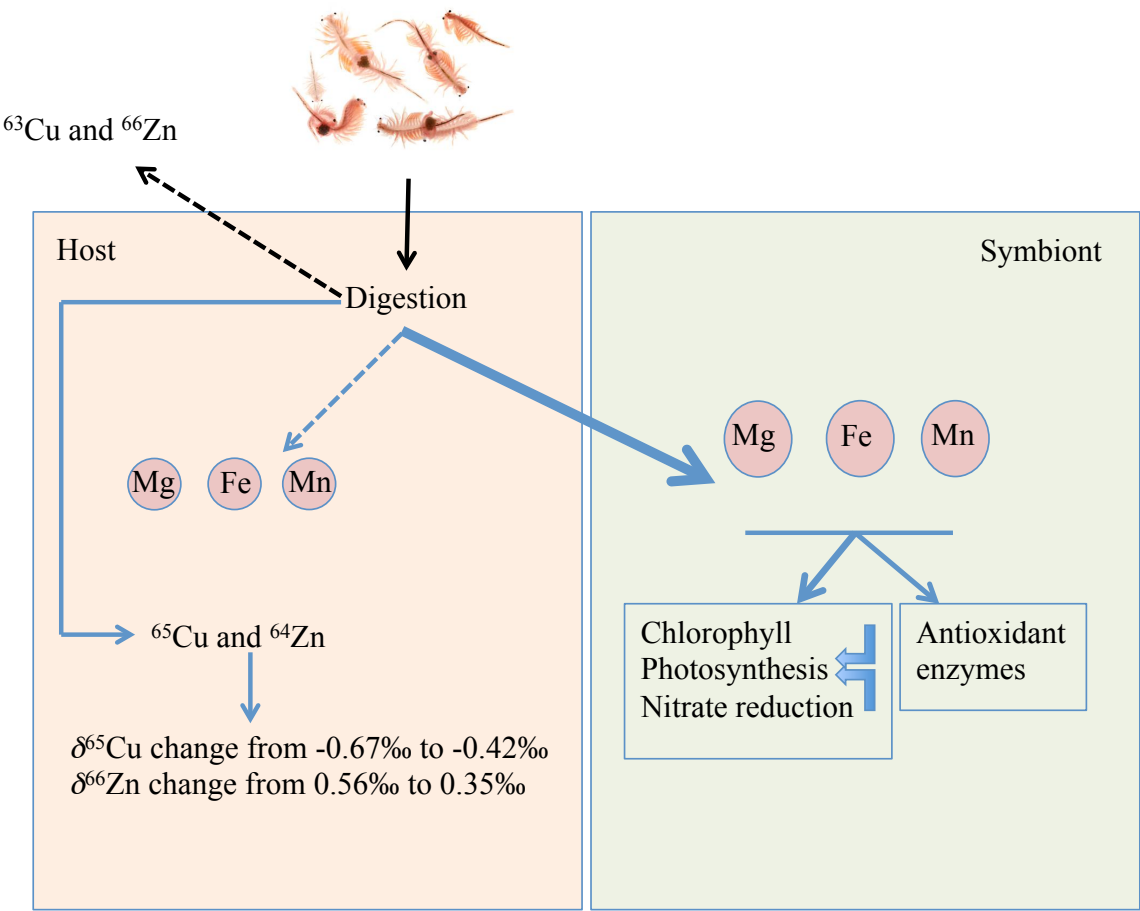 ⁶³Cu and ⁶⁶Zn
Host
Symbiont
Digestion
Mg
Fe
Mn
Mg
Fe
Mn
⁶⁵Cu and ⁶⁴Zn
δ⁶⁵Cu change from -0.67‰ to -0.42‰
δ⁶⁶Zn change from 0.56‰ to 0.35‰
Chlorophyll
Photosynthesis
Nitrate reduction
Antioxidant
enzymes